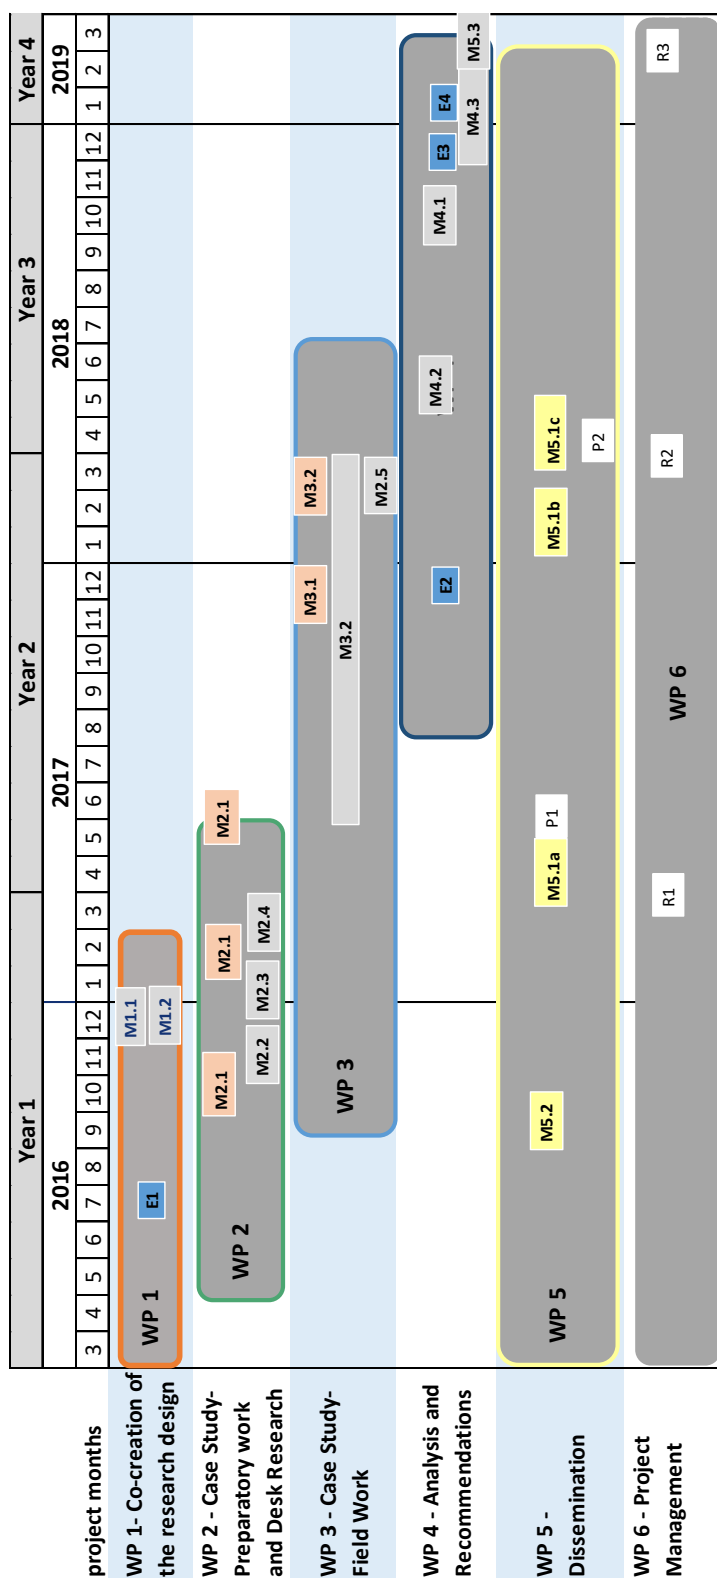 Year 1
Year 2
Year 3
Year 4
2016
2017
2018
2019
project months
3 4 5 6 7 8 9 10 11 12 1 2 3 4 5 6 7 8 9 10 11 12 1 2 3 4 5 6 7 8 9 10 11 12 1 2 3
WP 1- Co-creation of
the research design
WP 1
E1
M1.1
M1.2
WP 2 - Case Study-
Preparatory work
and Desk Research
WP 2
M2.1
M2.1
M2.1
M2.2
M2.3
M2.4
WP 3 - Case Study-
Field Work
WP 3
M3.1
M3.2
M3.2
M2.5
WP 4 - Analysis and
Recommendations
E2
M4.2
M4.1
E3
E4
M4.3
M5.3
WP 5 -
Dissemination
WP 5
M5.2
M5.1a
P1
M5.1b
M5.1c
P2
WP 6 - Project
Management
R1
WP 6
R2
R3